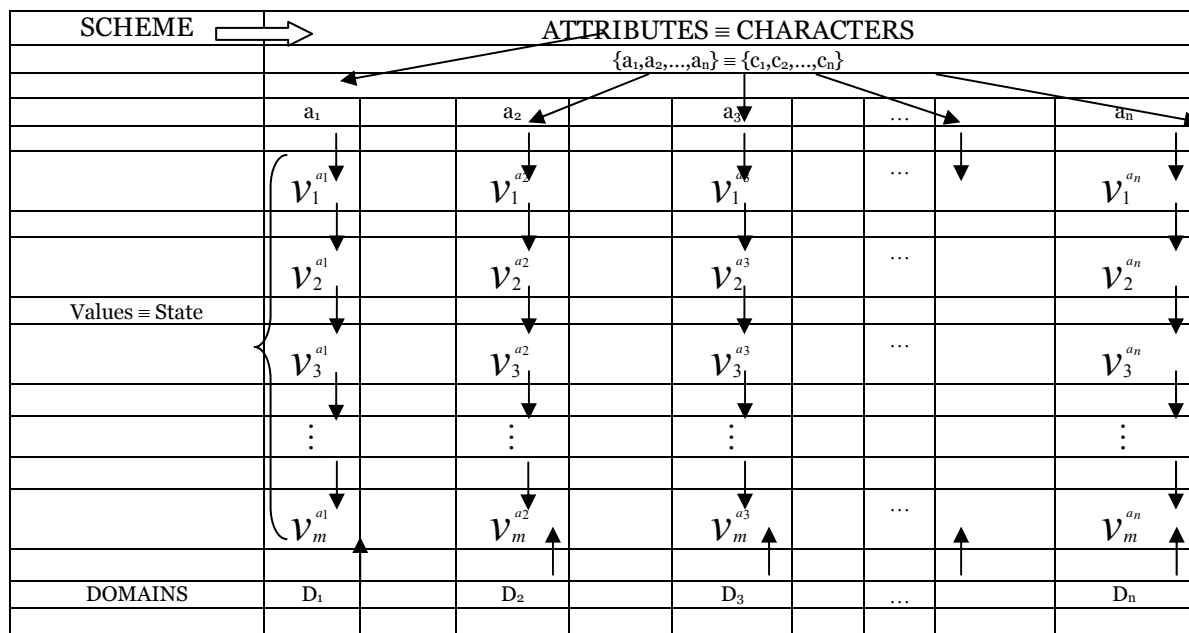 SCHEME ATTRIBUTES ≡ CHARACTERS
{a₁,a₂,...,aₙ} ≡ {c₁,c₂,...,cₙ}
a₁ a₂ a₃ ... aₙ
v₁^a₁ v₁^a₂ v₁^a₃ ... v₁^aₙ
v₂^a₁ v₂^a₂ v₂^a₃ ... v₂^aₙ
Values ≡ State
v₃^a₁ v₃^a₂ v₃^a₃ ... v₃^aₙ
⋮ ⋮ ⋮ ⋮
vₘ^a₁ vₘ^a₂ vₘ^a₃ ... vₘ^aₙ
DOMAINS D₁ D₂ D₃ ... Dₙ